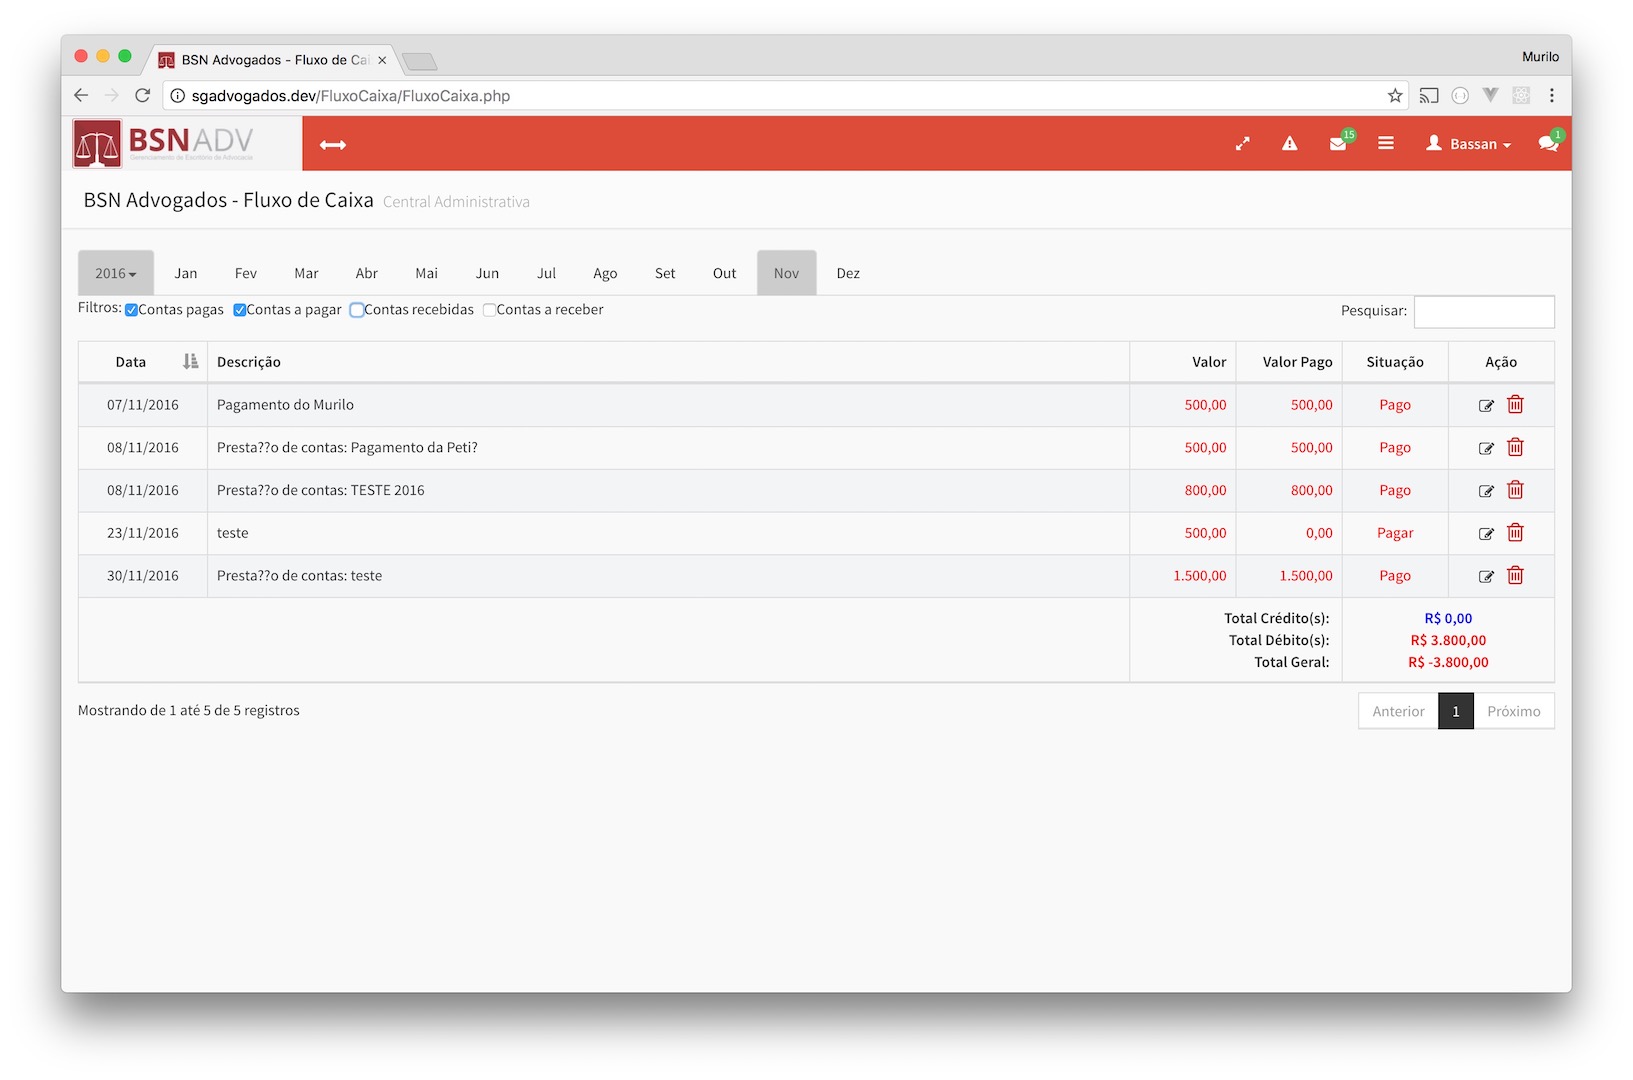 BSN Advogados - Fluxo de Cai
Murilo
sgadvogados.dev/FluxoCaixa/FluxoCaixa.php
BSNADV
Gerenciamento de Escritório de Advocacia
15
Bassan
1
BSN Advogados - Fluxo de Caixa Central Administrativa
2016 Jan Fev Mar Abr Mai Jun Jul Ago Set Out Nov Dez
Filtros: Contas pagas Contas a pagar Contas recebidas Contas a receber
Pesquisar:
Data Descrição Valor Valor Pago Situação Ação
07/11/2016 Pagamento do Murilo 500,00 500,00 Pago
08/11/2016 Presta??o de contas: Pagamento da Peti? 500,00 500,00 Pago
08/11/2016 Presta??o de contas: TESTE 2016 800,00 800,00 Pago
23/11/2016 teste 500,00 0,00 Pagar
30/11/2016 Presta??o de contas: teste 1.500,00 1.500,00 Pago
Total Crédito(s): R$ 0,00
Total Débito(s): R$ 3.800,00
Total Geral: R$ -3.800,00
Mostrando de 1 até 5 de 5 registros
Anterior 1 Próximo